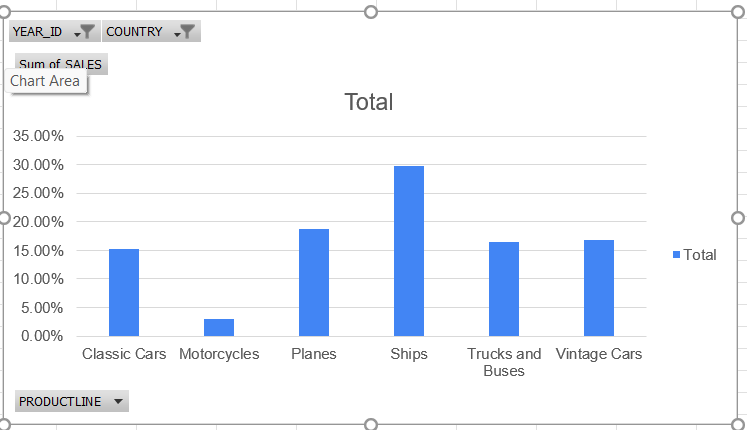 YEAR_ID COUNTRY
Sum of SALES
Chart Area
Total
35.00%
30.00%
25.00%
20.00%
15.00%
10.00%
5.00%
0.00%
Total
Classic Cars Motorcycles Planes Ships Trucks and Buses Vintage Cars
PRODUCTLINE